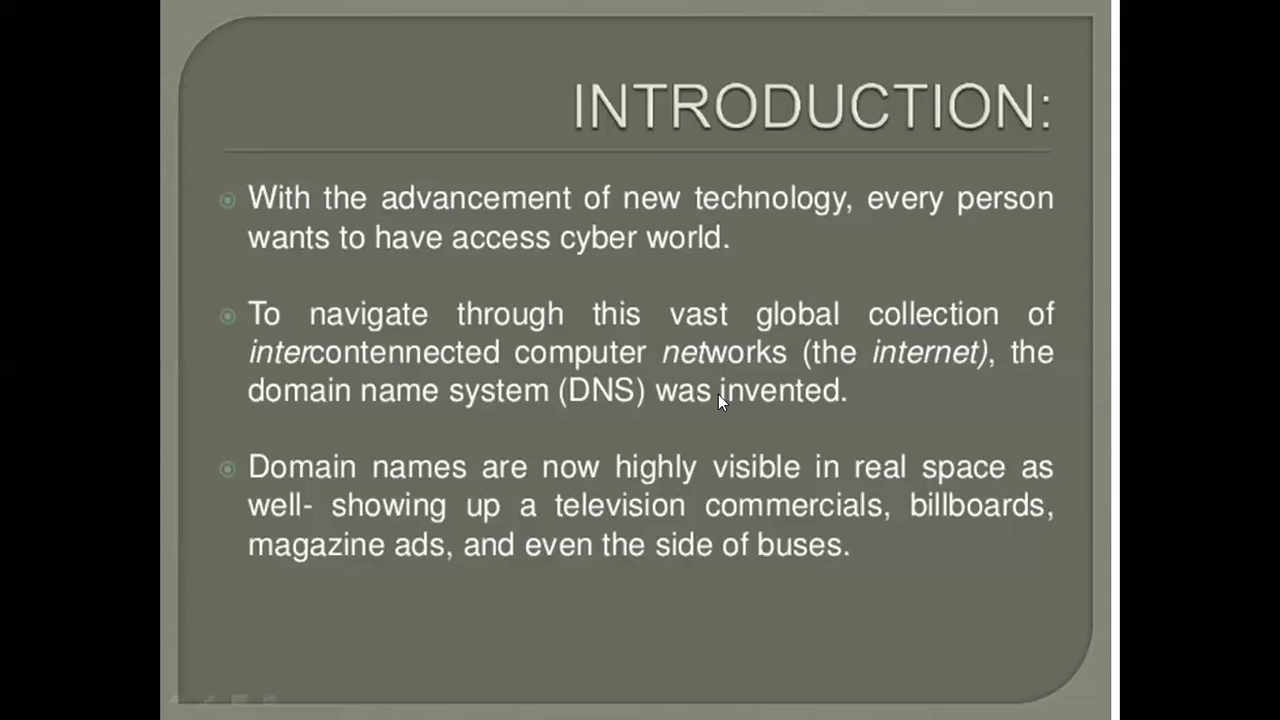 INTRODUCTION:
With the advancement of new technology, every person
wants to have access cyber world.
To navigate through this vast global collection of
intercontennected computer networks (the internet), the
domain name system (DNS) was invented.
Domain names are now highly visible in real space as
well- showing up a television commercials, billboards,
magazine ads, and even the side of buses.